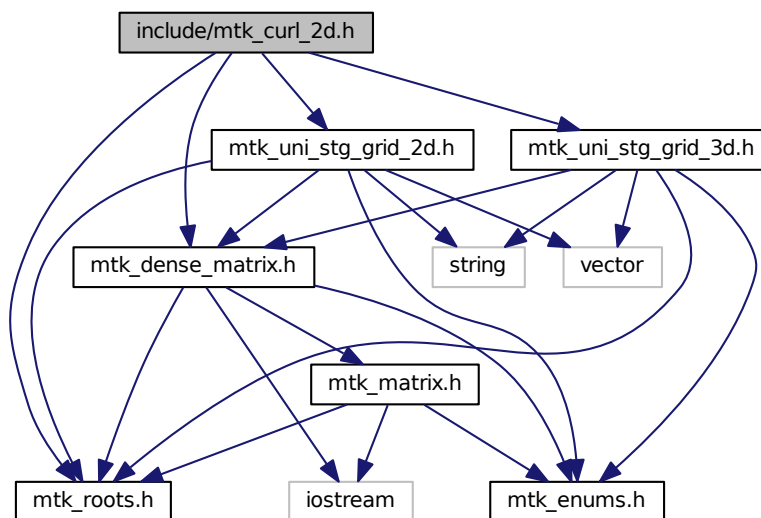 include/mtk_curl_2d.h
mtk_uni_stg_grid_2d.h
mtk_uni_stg_grid_3d.h
mtk_dense_matrix.h
string
vector
mtk_matrix.h
mtk_roots.h
iostream
mtk_enums.h